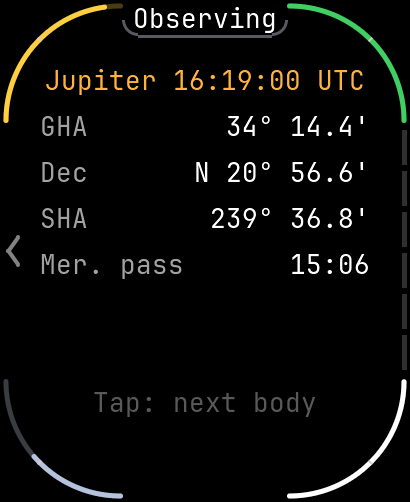 Observing
Jupiter 16:19:00 UTC
GHA 34° 14.4'
Dec N 20° 56.6'
SHA 239° 36.8'
Mer. pass 15:06
Tap: next body